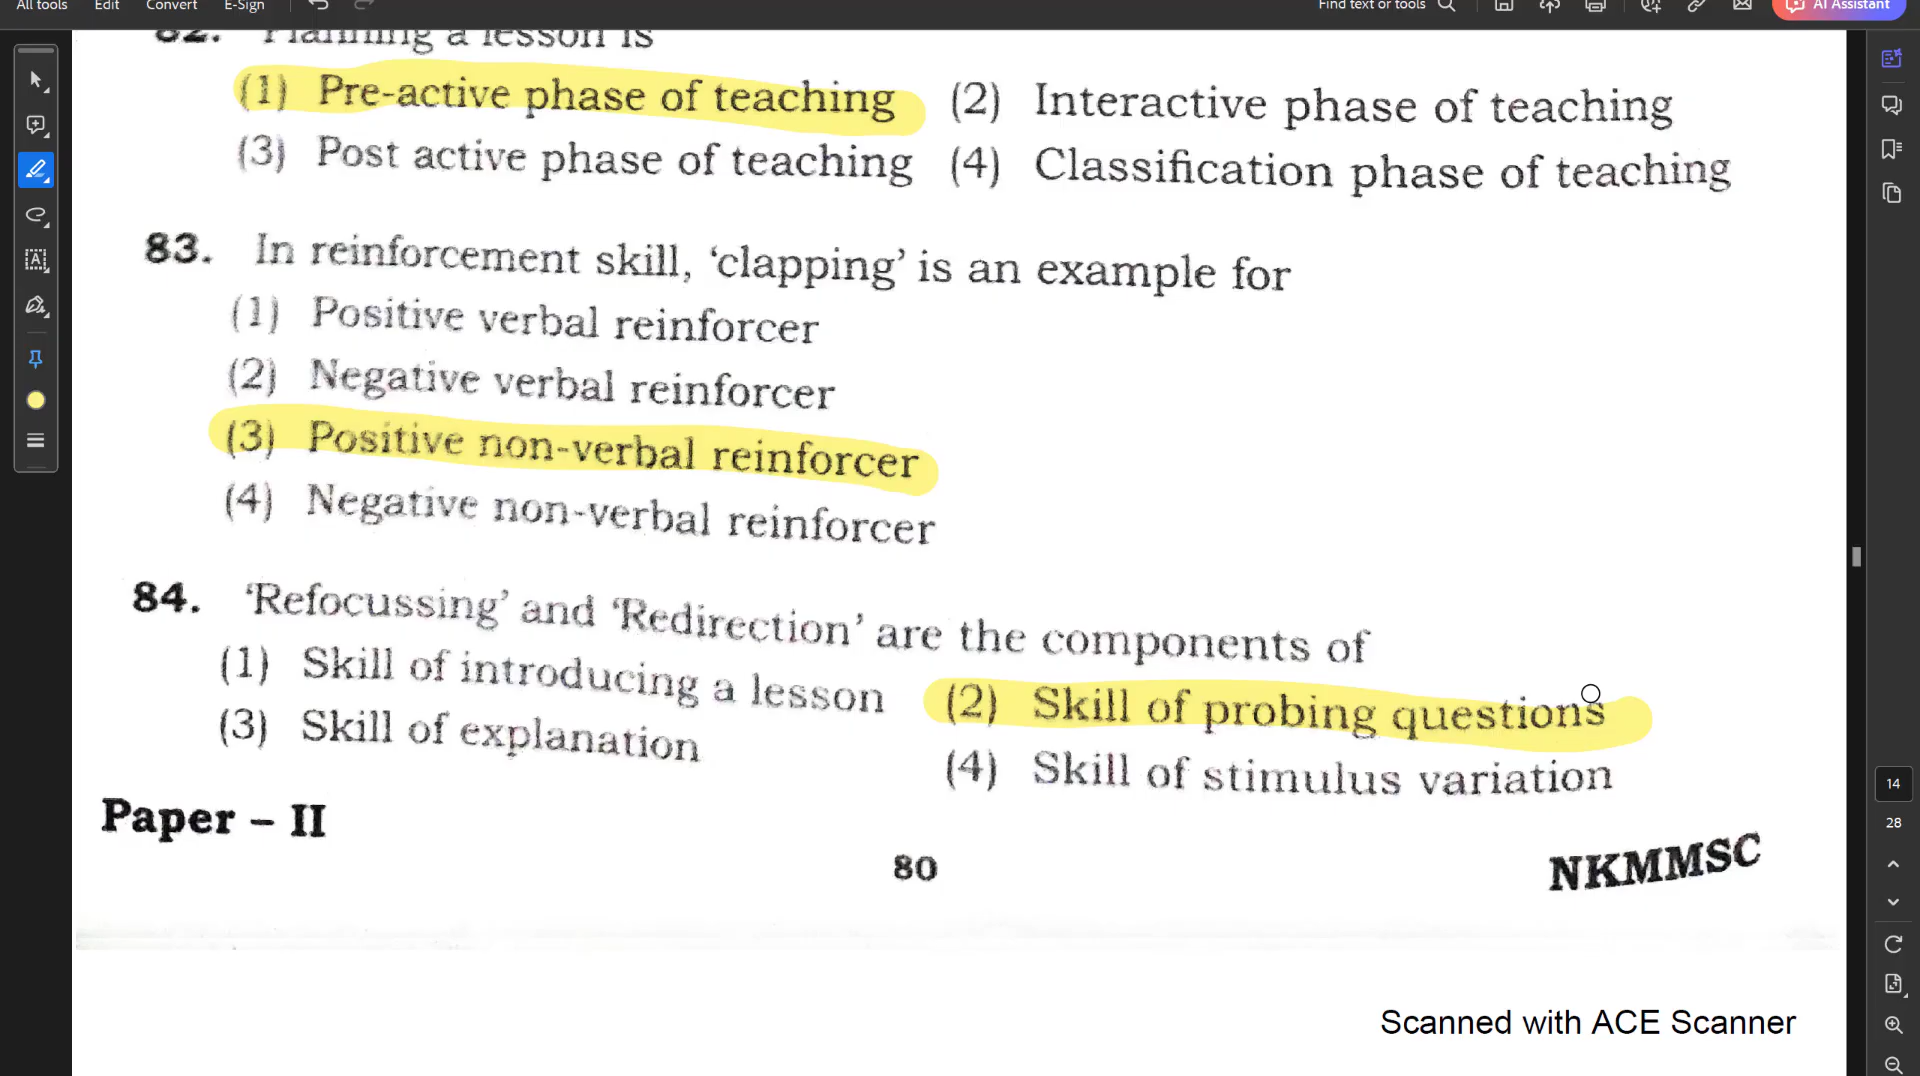 All tools Edit Convert E-Sign Find text or tools AI Assistant
82. Planning a lesson is
(1) Pre-active phase of teaching (2) Interactive phase of teaching
(3) Post active phase of teaching (4) Classification phase of teaching
83. In reinforcement skill, ‘clapping’ is an example for
(1) Positive verbal reinforcer
(2) Negative verbal reinforcer
(3) Positive non-verbal reinforcer
(4) Negative non-verbal reinforcer
84. ‘Refocussing’ and ‘Redirection’ are the components of
(1) Skill of introducing a lesson (2) Skill of probing questions
(3) Skill of explanation (4) Skill of stimulus variation
Paper – II
80
NKMMSC
Scanned with ACE Scanner
14
28